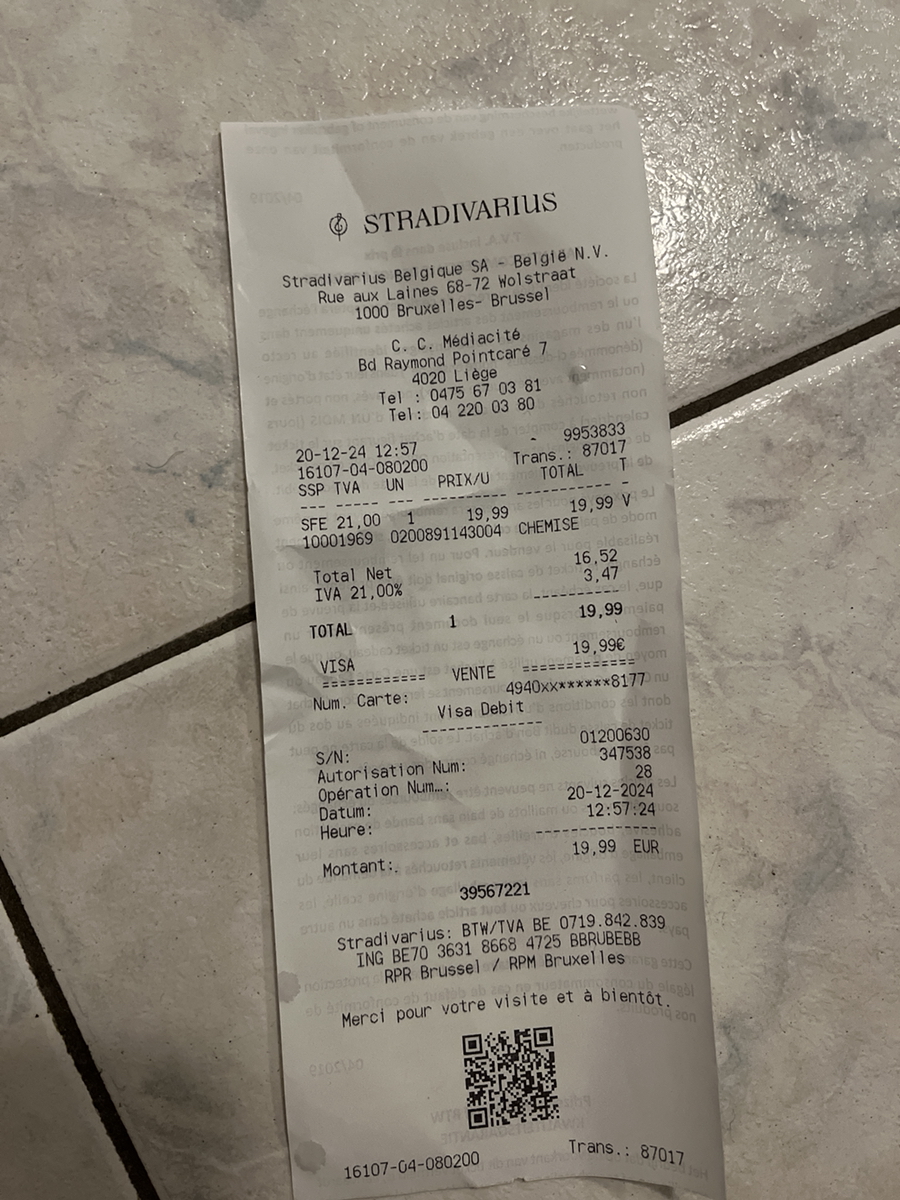 STRADIVARIUS
Stradivarius Belgique SA - België N.V.
Rue aux Laines 68-72 Wolstraat
1000 Bruxelles- Brussel
C. C. Médiacité
Bd Raymond Pointcaré 7
4020 Liège
Tel : 0475 67 03 81
Tel: 04 220 03 80
20-12-24 12:57 9953833
16107-04-080200 Trans.: 87017
SSP TVA UN PRIX/U TOTAL T
--- ----- --- ---------- ----------- -
SFE 21,00 1 19,99 19,99 V
10001969 0200891143004 CHEMISE
Total Net 16,52
IVA 21,00% 3,47
-----------
TOTAL 1 19,99
VISA 19,99€
============ VENTE =============
Num. Carte: 4940xx******8177
Visa Debit
--------------
S/N: 01200630
Autorisation Num: 347538
Opération Num…: 28
Datum: 20-12-2024
Heure: 12:57:24
--------------
Montant:. 19,99 EUR
39567221
Stradivarius: BTW/TVA BE 0719.842.839
ING BE70 3631 8668 4725 BBRUBEBB
RPR Brussel / RPM Bruxelles
Merci pour votre visite et à bientôt.
16107-04-080200 Trans.: 87017